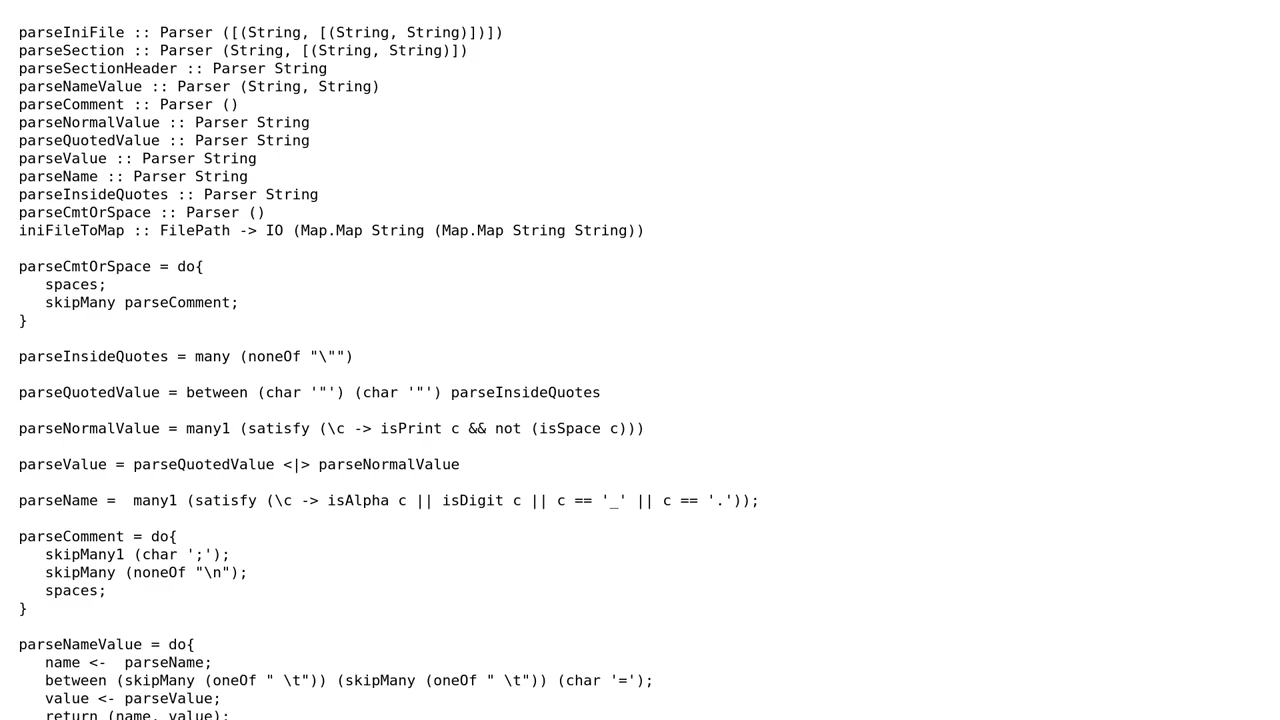 parseIniFile :: Parser ([(String, [(String, String)])])
parseSection :: Parser (String, [(String, String)])
parseSectionHeader :: Parser String
parseNameValue :: Parser (String, String)
parseComment :: Parser ()
parseNormalValue :: Parser String
parseQuotedValue :: Parser String
parseValue :: Parser String
parseName :: Parser String
parseInsideQuotes :: Parser String
parseCmtOrSpace :: Parser ()
iniFileToMap :: FilePath -> IO (Map.Map String (Map.Map String String))

parseCmtOrSpace = do{
   spaces;
   skipMany parseComment;
}

parseInsideQuotes = many (noneOf "\"")

parseQuotedValue = between (char '"') (char '"') parseInsideQuotes

parseNormalValue = many1 (satisfy (\c -> isPrint c && not (isSpace c)))

parseValue = parseQuotedValue <|> parseNormalValue

parseName =  many1 (satisfy (\c -> isAlpha c || isDigit c || c == '_' || c == '.'));

parseComment = do{
   skipMany1 (char ';');
   skipMany (noneOf "\n");
   spaces;
}

parseNameValue = do{
   name <-  parseName;
   between (skipMany (oneOf " \t")) (skipMany (oneOf " \t")) (char '=');
   value <- parseValue;
   return (name, value);